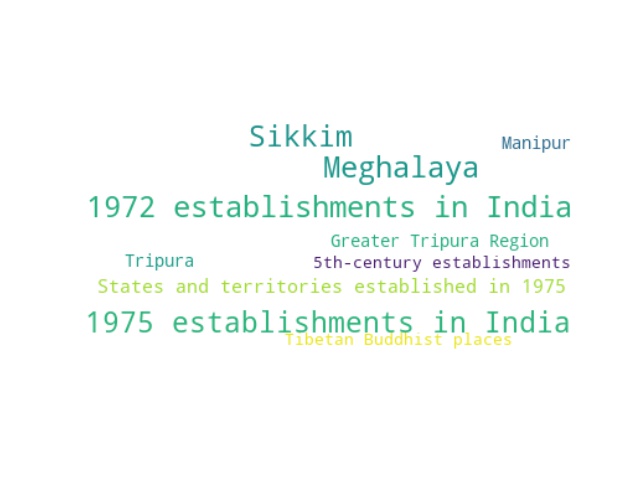 Sikkim
Manipur
Meghalaya
1972 establishments in India
Greater Tripura Region
Tripura
5th-century establishments
States and territories established in 1975
1975 establishments in India
Tibetan Buddhist places